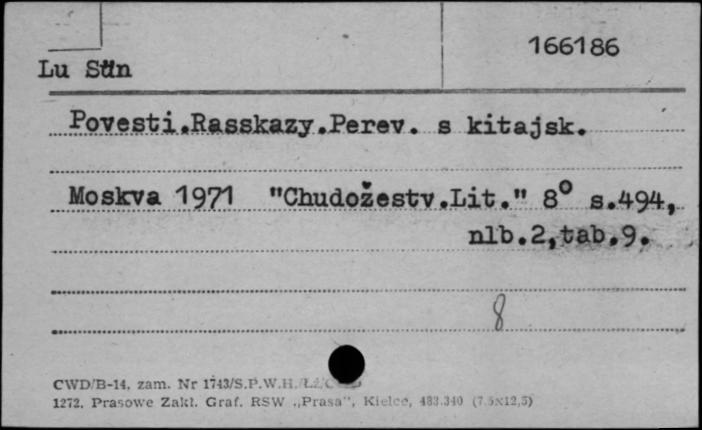 166186
Lu Sün
Povesti.Rasskazy.Perev. s kitajsk.
Moskva 1971 "Chudožestv.Lit." 8° s.494,
nlb.2,tab.9.
8
CWD/B-14, zam. Nr 1743/S.P.W.H.
1272. Prasowe Zakł. Graf. RSW „Prasa", Kielce, 483.340 (7.5x12,5)